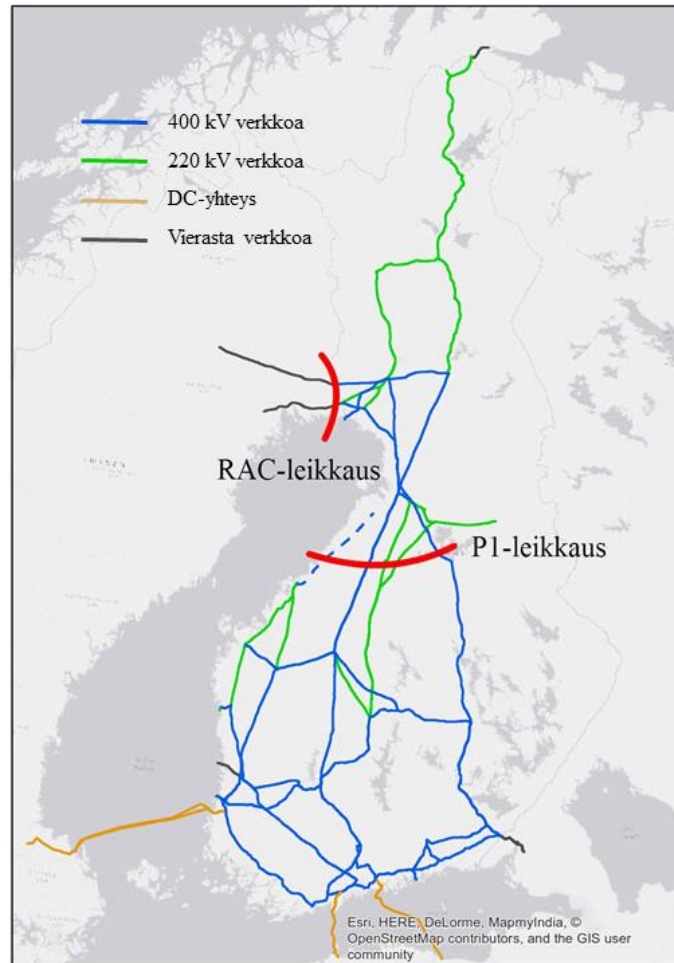 400 kV verkkoa
220 kV verkkoa
DC-yhteys
Vierasta verkkoa
RAC-leikkaus
P1-leikkaus
Esri, HERE, DeLorme, MapmyIndia, ©
OpenStreetMap contributors, and the GIS user
community